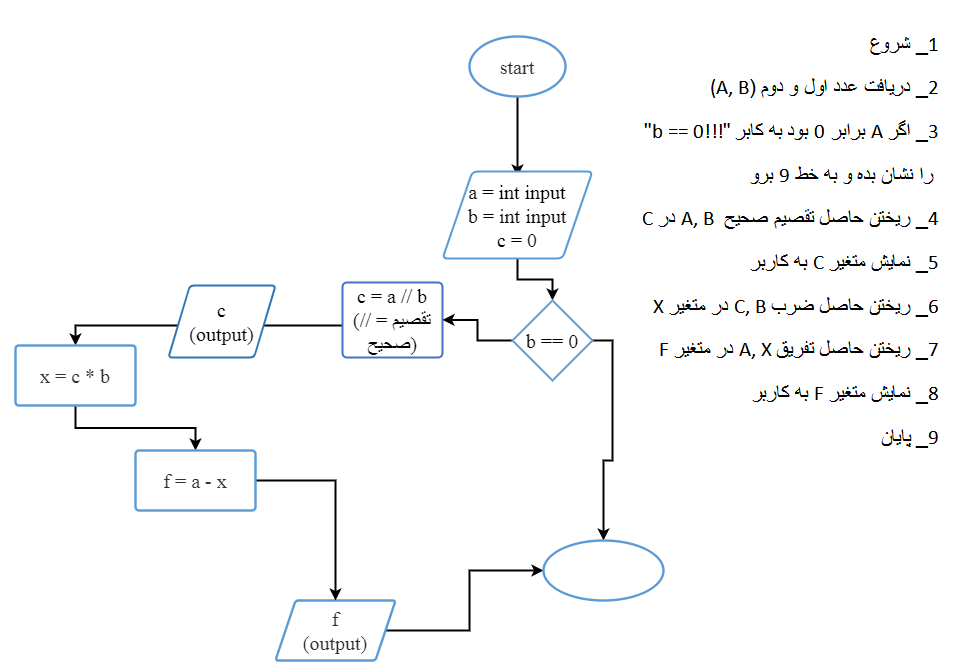 start
a = int input
b = int input
c = 0
b == 0
c = a // b
(// = تقصیم
صحیح)
c
(output)
x = c * b
f = a - x
f
(output)
1_ شروع
2_ دریافت عدد اول و دوم (A, B)
3_ اگر A برابر 0 بود به کابر "b == 0!!!"
را نشان بده و به خط 9 برو
4_ ریختن حاصل تقصیم صحیح A, B در C
5_ نمایش متغیر C به کاربر
6_ ریختن حاصل ضرب C, B در متغیر X
7_ ریختن حاصل تفریق A, X در متغیر F
8_ نمایش متغیر F به کاربر
9_ پایان